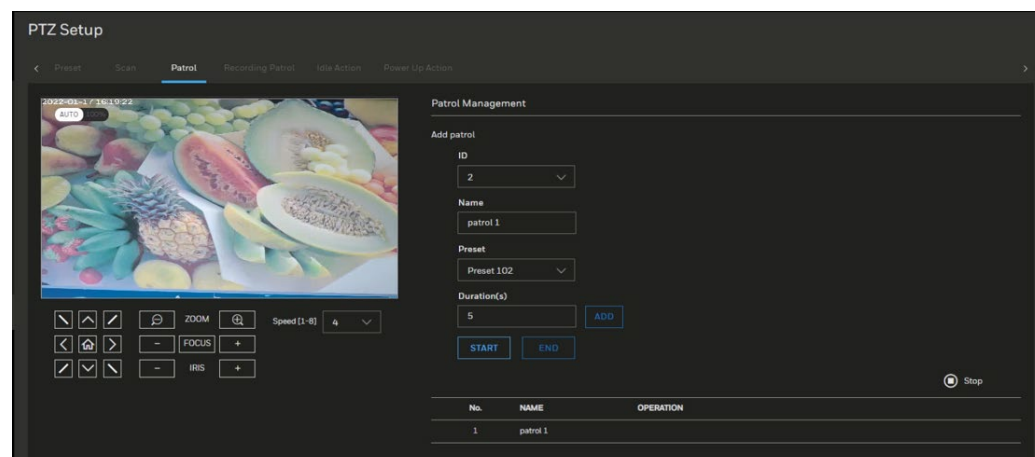 PTZ Setup
Preset Scan Patrol Recording Patrol Idle Action Power Up Action
2022-01-17 16:19:22
AUTO 100%
Patrol Management
Add patrol
ID
2
Name
patrol 1
Preset
Preset 102
Duration(s)
5 ADD
START END
ZOOM Speed [1-8] 4
- FOCUS +
- IRIS +
Stop
No. NAME OPERATION
1 patrol 1